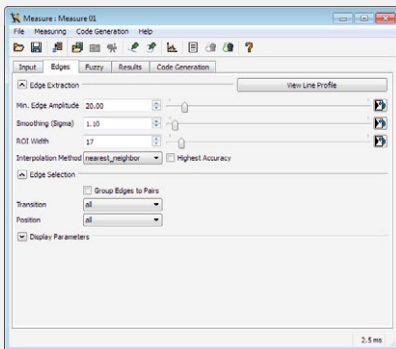 Measure : Measure 01
File Measuring Code Generation Help
Input Edges Fuzzy Results Code Generation
Edge Extraction View Line Profile
Min. Edge Amplitude 20.00
Smoothing (Sigma) 1.10
ROI Width 17
Interpolation Method nearest_neighbor Highest Accuracy
Edge Selection
Group Edges to Pairs
Transition all
Position all
Display Parameters
2.5 ms